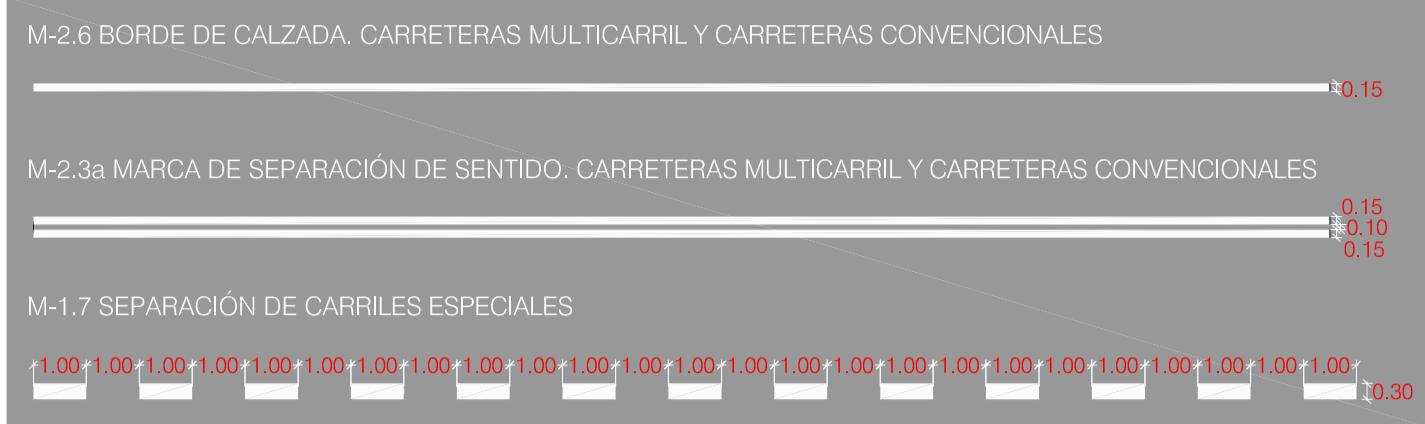 M-2.6 BORDE DE CALZADA. CARRETERAS MULTICARRIL Y CARRETERAS CONVENCIONALES
0.15
M-2.3a MARCA DE SEPARACIÓN DE SENTIDO. CARRETERAS MULTICARRIL Y CARRETERAS CONVENCIONALES
0.15
0.10
0.15
M-1.7 SEPARACIÓN DE CARRILES ESPECIALES
1.00 1.00 1.00 1.00 1.00 1.00 1.00 1.00 1.00 1.00 1.00 1.00 1.00 1.00 1.00 1.00 1.00 1.00 1.00 1.00 1.00 1.00 1.00 1.00 1.00
0.30